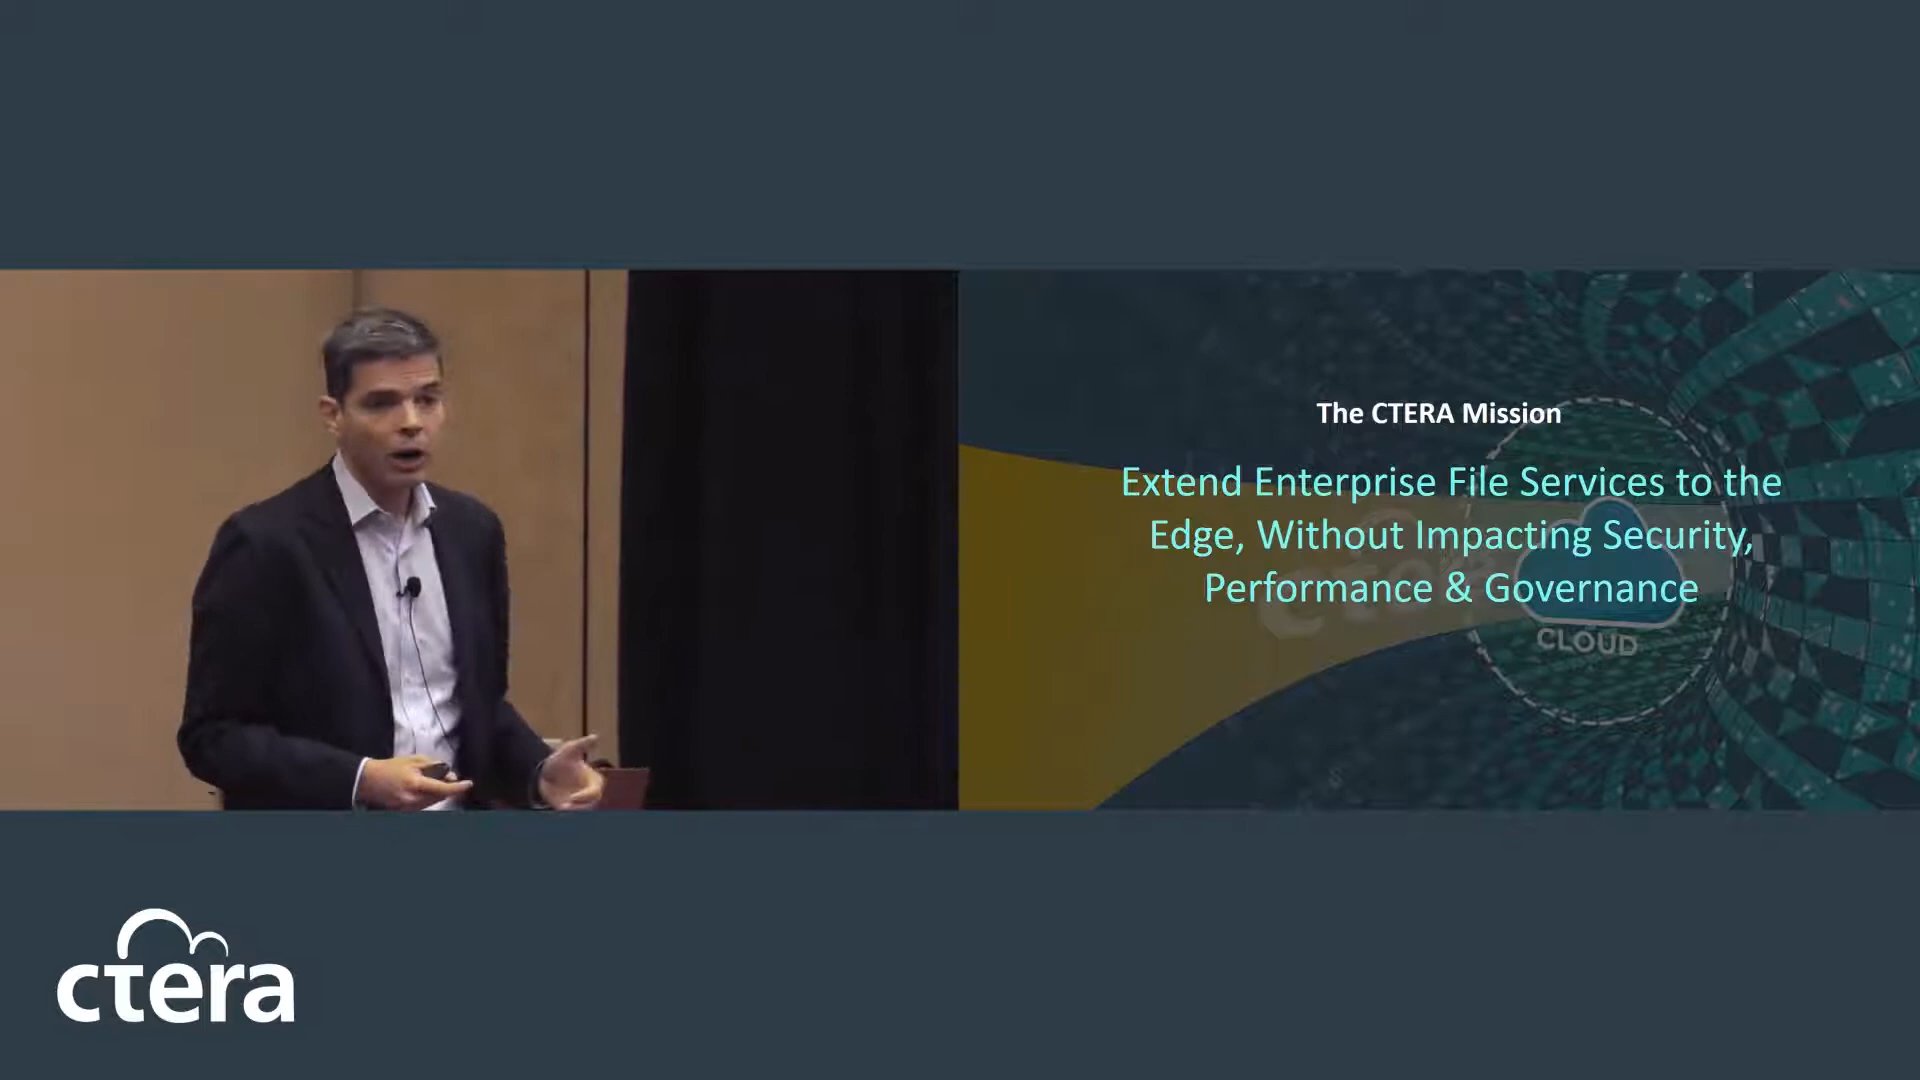 The CTERA Mission
Extend Enterprise File Services to the
Edge, Without Impacting Security,
Performance & Governance
CLOUD
ctera